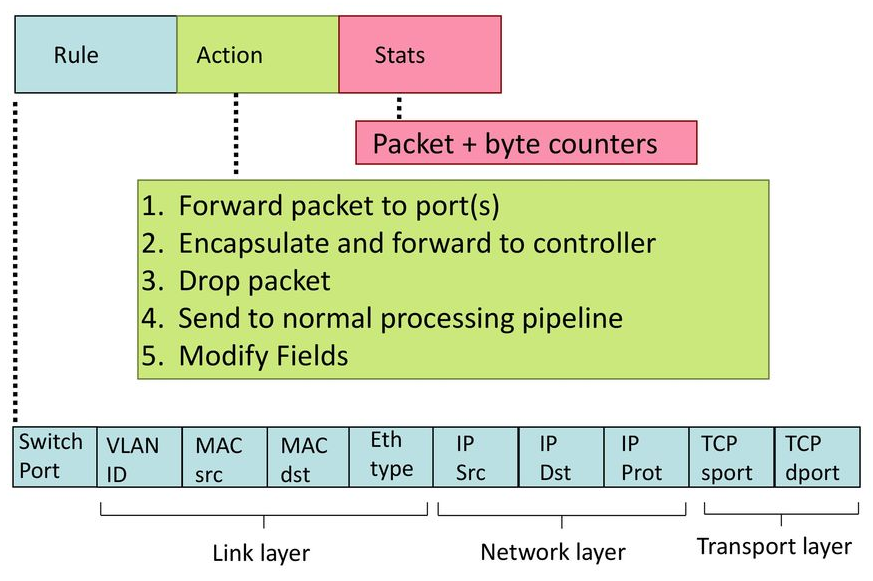 Rule Action Stats
Packet + byte counters
1. Forward packet to port(s)
2. Encapsulate and forward to controller
3. Drop packet
4. Send to normal processing pipeline
5. Modify Fields
Switch Port
VLAN ID
MAC src
MAC dst
Eth type
IP Src
IP Dst
IP Prot
TCP sport
TCP dport
Link layer
Network layer
Transport layer